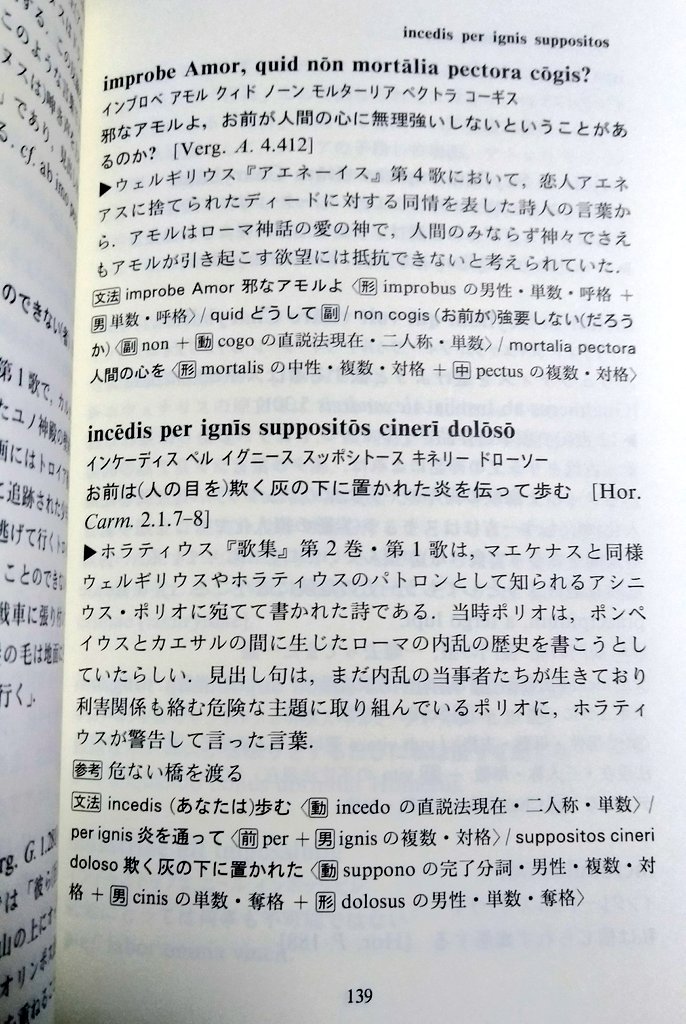 incedis per ignis suppositos
improbe Amor, quid nōn mortālia pectora cōgis?
インプロベ アモル クィド ノーン モルターリア ペクトラ コーギス
邪なアモルよ，お前が人間の心に無理強いしないということがあ
るのか？ [Verg. A. 4.412]
▶ウェルギリウス『アエネーイス』第４歌において，恋人アエネ
アスに捨てられたディードに対する同情を表した詩人の言葉か
ら．アモルはローマ神話の愛の神で，人間のみならず神々でさえ
もアモルが引き起こす欲望には抵抗できないと考えられていた．
文法 improbe Amor 邪なアモルよ〈形 improbus の男性・単数・呼格 +
男 単数・呼格〉/ quid どうして 副 / non cogis (お前が)強要しない(だろう
か)〈副 non + 動 cogo の直説法現在・二人称・単数〉/ mortalia pectora
人間の心を〈形 mortalis の中性・複数・対格 + 中 pectus の複数・対格〉
incēdis per ignīs suppositōs cinerī dolōsō
インケーディス ペル イグニース スッポシトース キネリー ドローソー
お前は(人の目を)欺く灰の下に置かれた炎を伝って歩む [Hor.
Carm. 2.1.7–8]
▶ホラティウス『歌集』第２巻・第１歌は，マエケナスと同様
ウェルギリウスやホラティウスのパトロンとして知られるアシニ
ウス・ポリオに宛てて書かれた詩である．当時ポリオは，ポンペ
イウスとカエサルの間に生じたローマの内乱の歴史を書こうとし
ていたらしい．見出し句は，まだ内乱の当事者たちが生きており
利害関係も絡む危険な主題に取り組んでいるポリオに，ホラティ
ウスが警告して言った言葉．
参考 危ない橋を渡る
文法 incedis (あなたは)歩む〈動 incedo の直説法現在・二人称・単数〉/
per ignis 炎を通って〈前 per + 男 ignis の複数・対格〉/ suppositos cineri
doloso 欺く灰の下に置かれた〈動 suppono の完了分詞・男性・複数・対
格 + 男 cinis の単数・奪格 + 形 dolosus の男性・単数・奪格〉
139